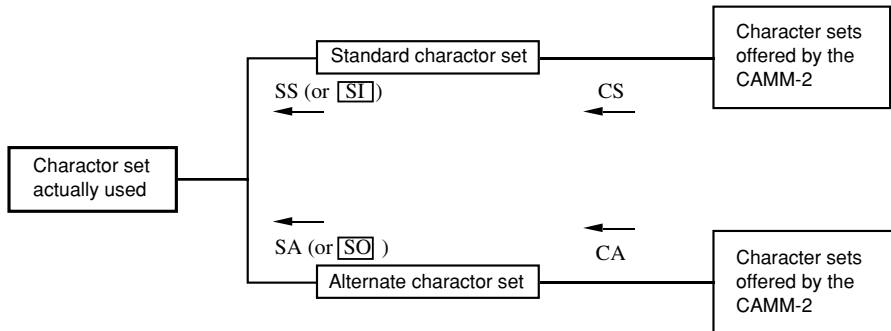 Standard charactor set
Character sets
offered by the
CAMM-2
SS (or SI )
CS
Charactor set
actually used
SA (or SO )
CA
Alternate charactor set
Character sets
offered by the
CAMM-2